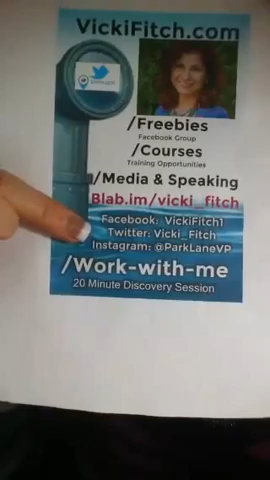 VickiFitch.com
/Freebies
Facebook Group
/Courses
Training Opportunities
/Media & Speaking
Blab.im/vicki_fitch
Facebook: VickiFitch1
Twitter: Vicki_Fitch
Instagram: @ParkLaneVP
/Work-with-me
20 Minute Discovery Session